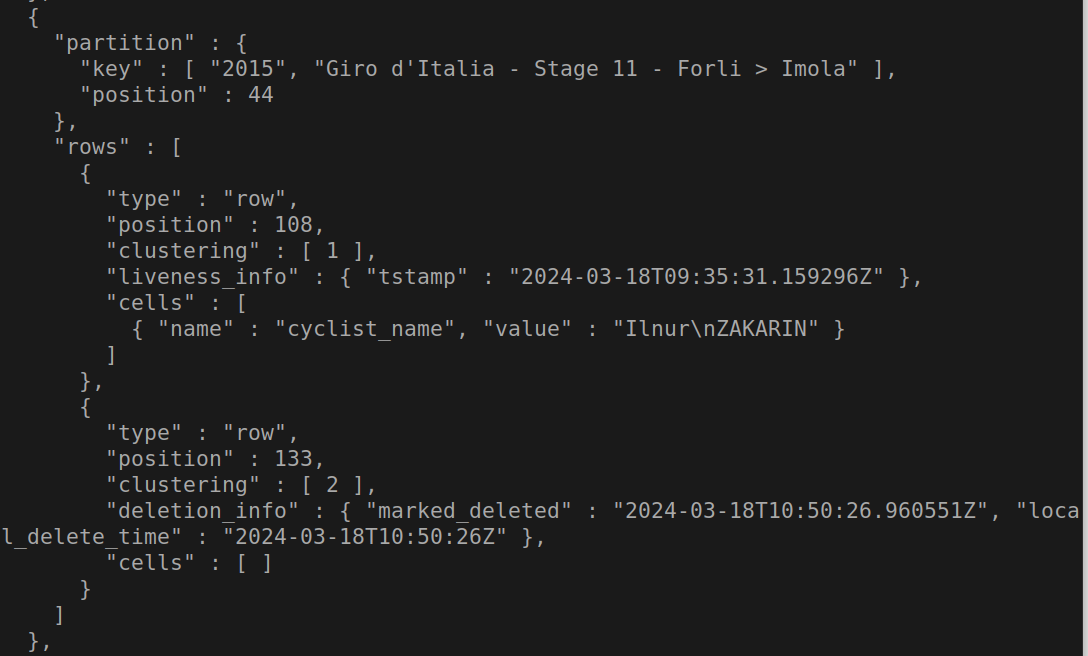 {
"partition" : {
"key" : [ "2015", "Giro d'Italia - Stage 11 - Forli > Imola" ],
"position" : 44
},
"rows" : [
{
"type" : "row",
"position" : 108,
"clustering" : [ 1 ],
"liveness_info" : { "tstamp" : "2024-03-18T09:35:31.159296Z" },
"cells" : [
{ "name" : "cyclist_name", "value" : "Ilnur\nZAKARIN" }
]
},
{
"type" : "row",
"position" : 133,
"clustering" : [ 2 ],
"deletion_info" : { "marked_deleted" : "2024-03-18T10:50:26.960551Z", "loca
l_delete_time" : "2024-03-18T10:50:26Z" },
"cells" : [ ]
}
]
},